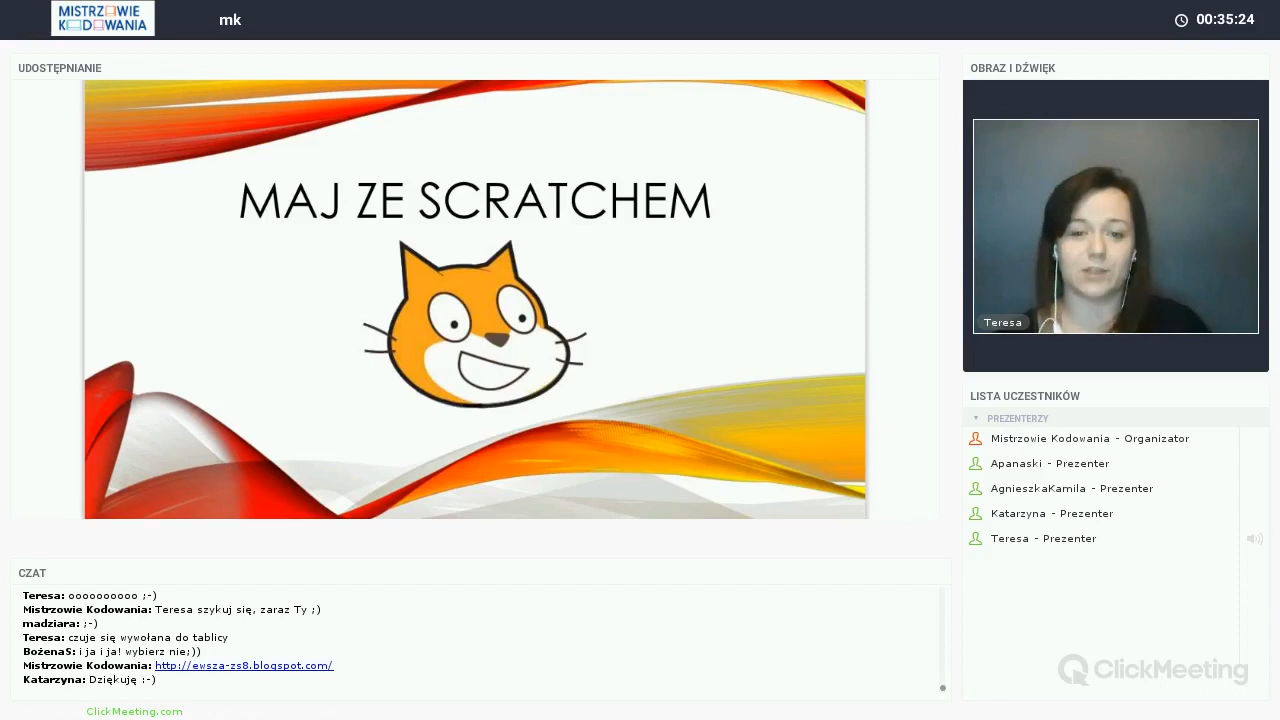 MISTRZOWIE
KODOWANIA
mk
00:35:24
UDOSTĘPNIANIE
MAJ ZE SCRATCHEM
OBRAZ I DŹWIĘK
Teresa
LISTA UCZESTNIKÓW
PREZENTERZY
Mistrzowie Kodowania - Organizator
Apanaski - Prezenter
AgnieszkaKamila - Prezenter
Katarzyna - Prezenter
Teresa - Prezenter
CZAT
Teresa: oooooooooo ;-)
Mistrzowie Kodowania: Teresa szykuj się, zaraz Ty ;)
madziara: ;-)
Teresa: czuje się wywołana do tablicy
BożenaS: i ja i ja! wybierz nie;))
Mistrzowie Kodowania: http://ewsza-zs8.blogspot.com/
Katarzyna: Dziękuję :-)
ClickMeeting
ClickMeeting.com